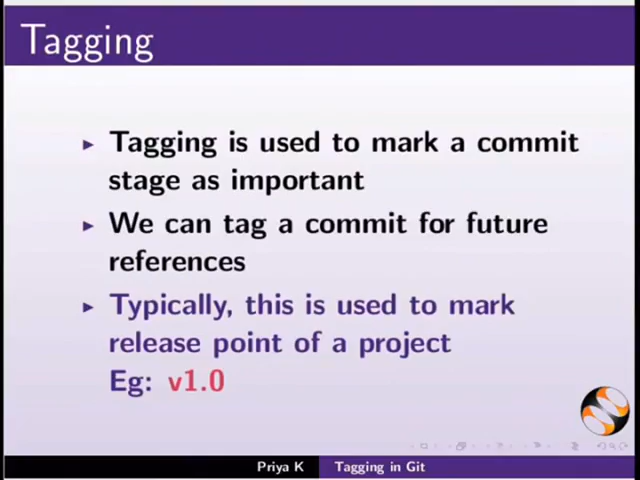 Tagging
Tagging is used to mark a commit
stage as important
We can tag a commit for future
references
Typically, this is used to mark
release point of a project
Eg: v1.0
Priya K
Tagging in Git